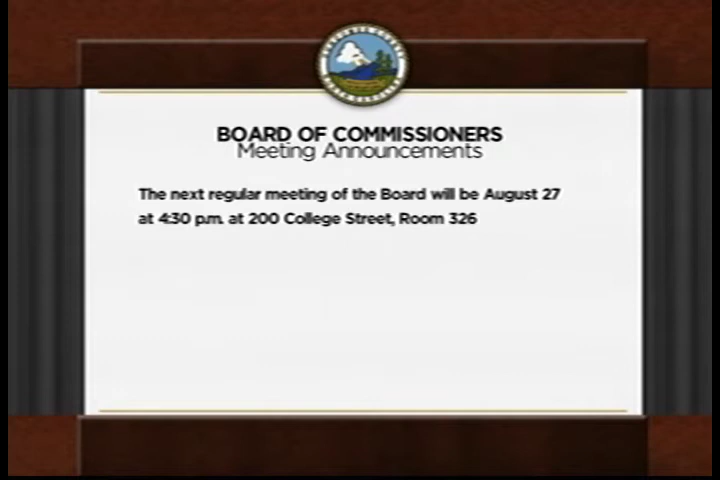 BOARD OF COMMISSIONERS
Meeting Announcements
The next regular meeting of the Board will be August 27
at 4:30 p.m. at 200 College Street, Room 326